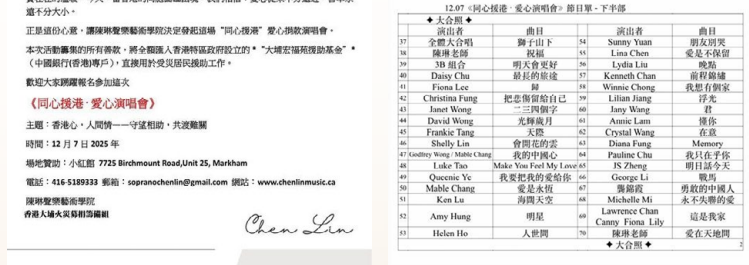 這不分大小。
正是這份心意，讓陳琳聲樂藝術學院決定發起這場“同心援港”愛心捐款演唱會。
本次活動籌集的所有善款，將全額匯入香港特區政府設立的*“大埔宏福苑援助基金”*
（中國銀行(香港)專戶），直接用於受災居民援助工作。
歡迎大家踴躍報名參加這次
《同心援港·愛心演唱會》
主題：香港心，人間情——守望相助，共渡難關
時間：12 月 7 日 2025 年
場地贊助：小紅館 7725 Birchmount Road,Unit 25, Markham
電話：416-5189333 郵箱：sopranochenlin@gmail.com 網站：www.chenlinmusic.ca
陳琳聲樂藝術學院
香港大埔火災募捐籌備組
Chen Lin
12.07《同心援港·愛心演唱會》節目單 - 下半部
✦ 大合照 ✦
演出者 曲目 演出者 曲目
37 全體大合唱 獅子山下 54 Sunny Yuan 朋友別哭
38 陳琳老師 祝福 55 Lina Chen 愛是不保留
39 3B 組合 明天會更好 56 Lydia Liu 晚點
40 Daisy Chu 最長的旅途 57 Kenneth Chan 前程錦繡
41 Fiona Lee 歸 58 Winnie Chong 我想有個家
42 Christina Fung 把悲傷留給自己 59 Lilian Jiang 浮光
43 Janet Wong 二三四個字 60 Jany Wang 君
44 David Wong 光輝歲月 61 Annie Lam 懂你
45 Frankie Tang 天際 62 Crystal Wang 在意
46 Shelly Lin 會開花的雲 63 Diana Fung Memory
47 Godfrey Wong / Mable Chang 我的中國心 64 Pauline Chu 我只在乎你
48 Luke Tao Make You Feel My Love 65 JS Zheng 明日話今天
49 Queenie Yc 我要把我的愛給你 66 George Li 戰馬
50 Mable Chang 愛是永恆 67 龔錦霞 勇敢的中國人
51 Ken Lu 海闊天空 68 Michelle Mi 永不失聯的愛
52 Amy Hung 明星 69 Lawrence Chan Canny Fiona Lily 這是我家
53 Helen Ho 人世間 70 陳琳老師 愛在天地間
✦ 大合照 ✦
2